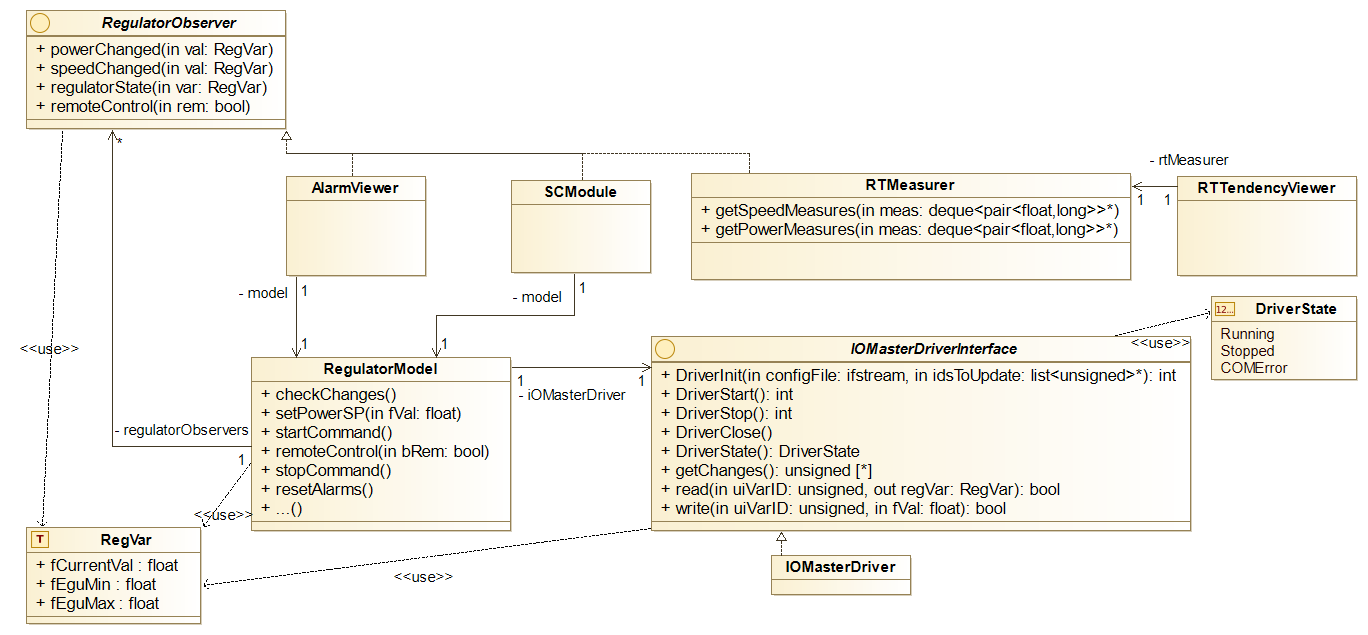 RegulatorObserver
+ powerChanged(in val: RegVar)
+ speedChanged(in val: RegVar)
+ regulatorState(in var: RegVar)
+ remoteControl(in rem: bool)
*
AlarmViewer
SCModule
RTMeasurer
+ getSpeedMeasures(in meas: deque<pair<float,long>>*)
+ getPowerMeasures(in meas: deque<pair<float,long>>*)
- rtMeasurer
1
1
RTTendencyViewer
- model
1
1
- model
1
1
<<use>>
DriverState
12...
Running
Stopped
COMError
<<use>>
RegulatorModel
+ checkChanges()
+ setPowerSP(in fVal: float)
+ startCommand()
+ remoteControl(in bRem: bool)
+ stopCommand()
+ resetAlarms()
+ ...()
1
1
- iOMasterDriver
IOMasterDriverInterface
+ DriverInit(in configFile: ifstream, in idsToUpdate: list<unsigned>*): int
+ DriverStart(): int
+ DriverStop(): int
+ DriverClose()
+ DriverState(): DriverState
+ getChanges(): unsigned [*]
+ read(in uiVarID: unsigned, out regVar: RegVar): bool
+ write(in uiVarID: unsigned, in fVal: float): bool
- regulatorObservers
1
<<use>>
T
RegVar
+ fCurrentVal : float
+ fEguMin : float
+ fEguMax : float
<<use>>
IOMasterDriver